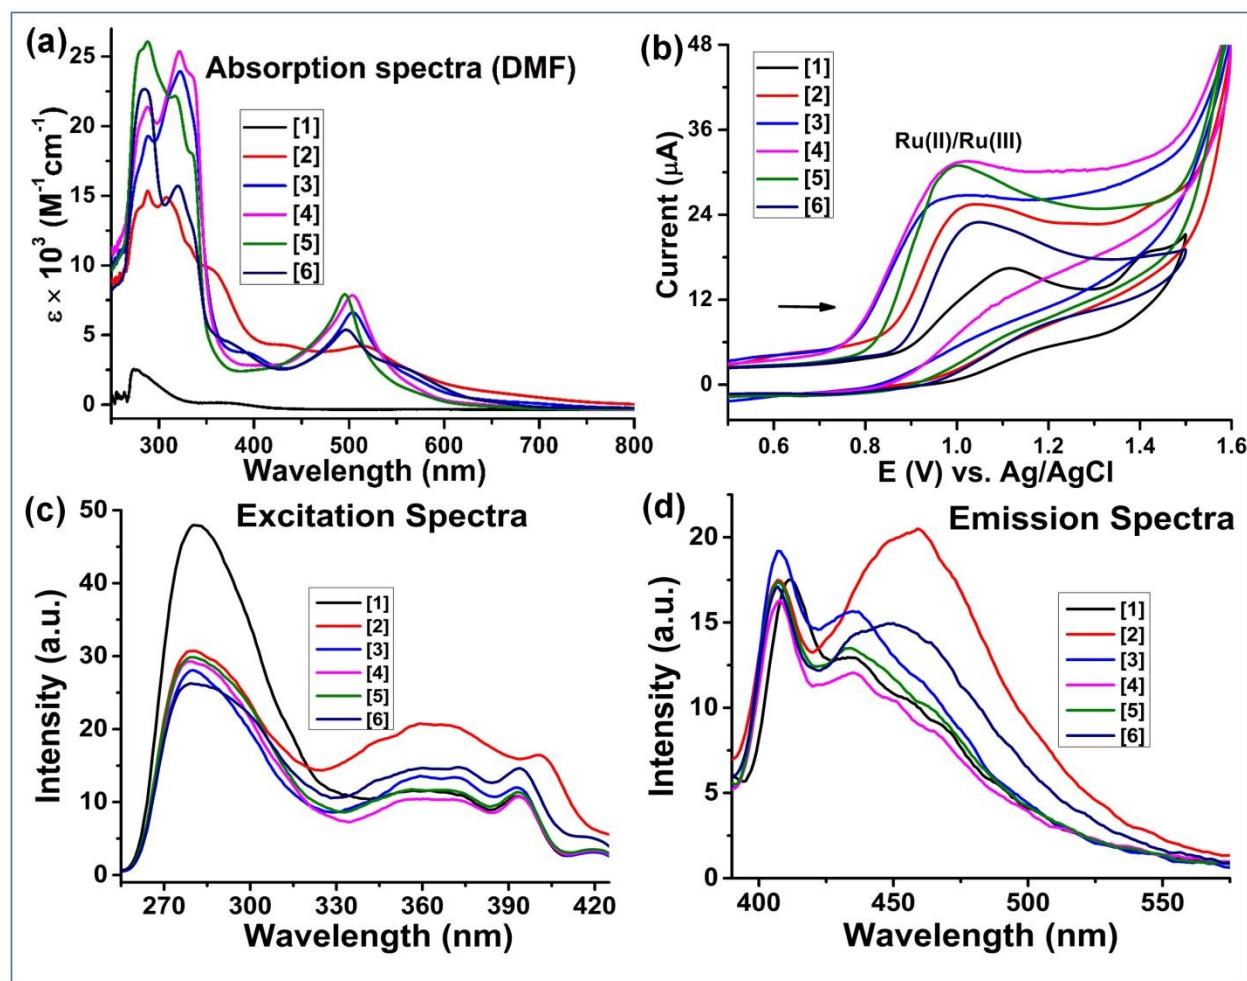 (a)
Absorption spectra (DMF)
[1]
[2]
[3]
[4]
[5]
[6]
25
20
15
10
5
0
ε × 10³ (M⁻¹cm⁻¹)
300 400 500 600 700 800
Wavelength (nm)
(b)
[1]
[2]
[3]
[4]
[5]
[6]
Ru(II)/Ru(III)
48
36
24
12
0
Current (μA)
0.6 0.8 1.0 1.2 1.4 1.6
E (V) vs. Ag/AgCl
(c)
Excitation Spectra
[1]
[2]
[3]
[4]
[5]
[6]
50
40
30
20
10
0
Intensity (a.u.)
270 300 330 360 390 420
Wavelength (nm)
(d)
Emission Spectra
[1]
[2]
[3]
[4]
[5]
[6]
20
15
10
5
0
Intensity (a.u.)
400 450 500 550
Wavelength (nm)